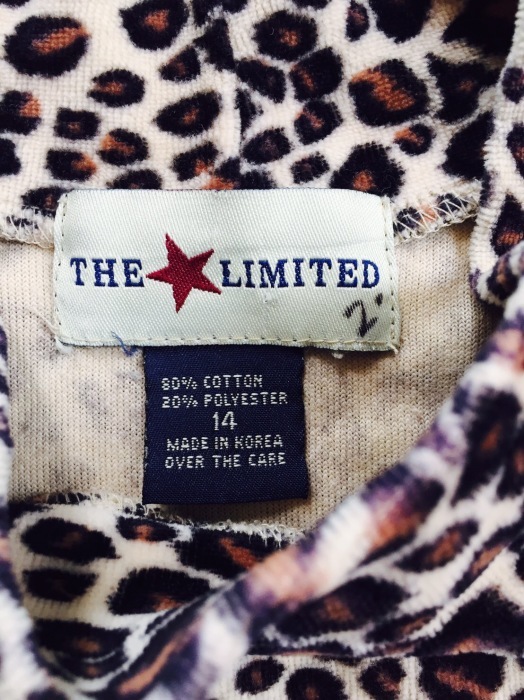 THE LIMITED
2.
80% COTTON
20% POLYESTER
14
MADE IN KOREA
OVER THE CARE